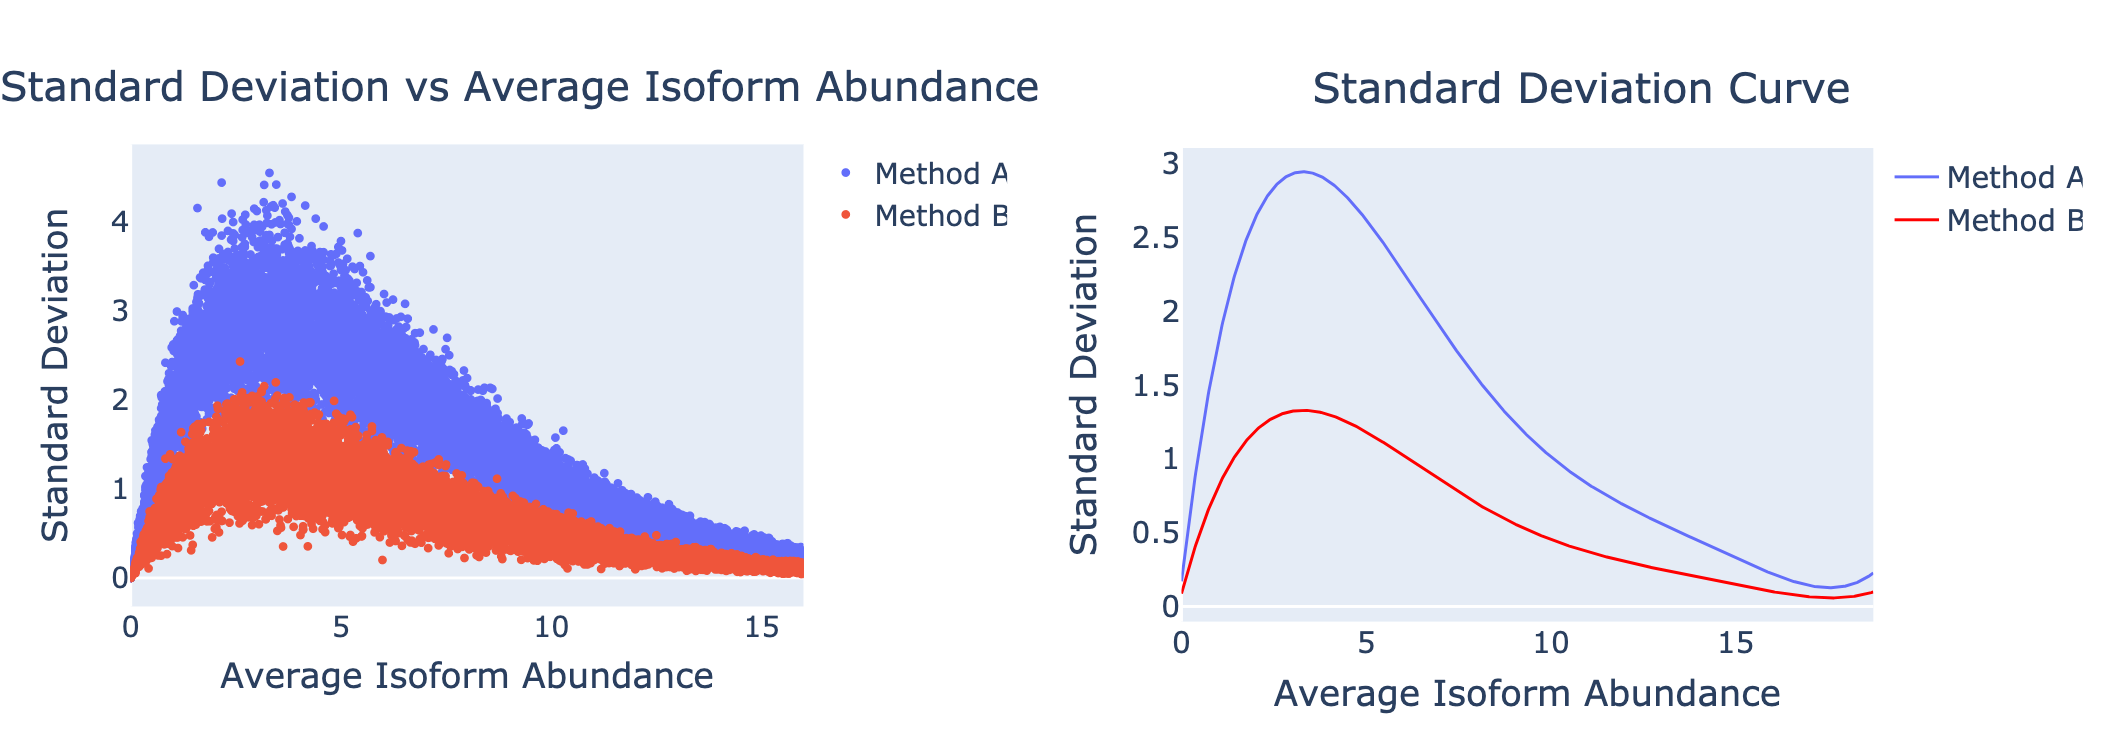 Standard Deviation vs Average Isoform Abundance
Standard Deviation
4
3
2
1
0
0 5 10 15
Average Isoform Abundance
Method A
Method B
Standard Deviation Curve
Standard Deviation
3
2.5
2
1.5
1
0.5
0
0 5 10 15
Average Isoform Abundance
Method A
Method B